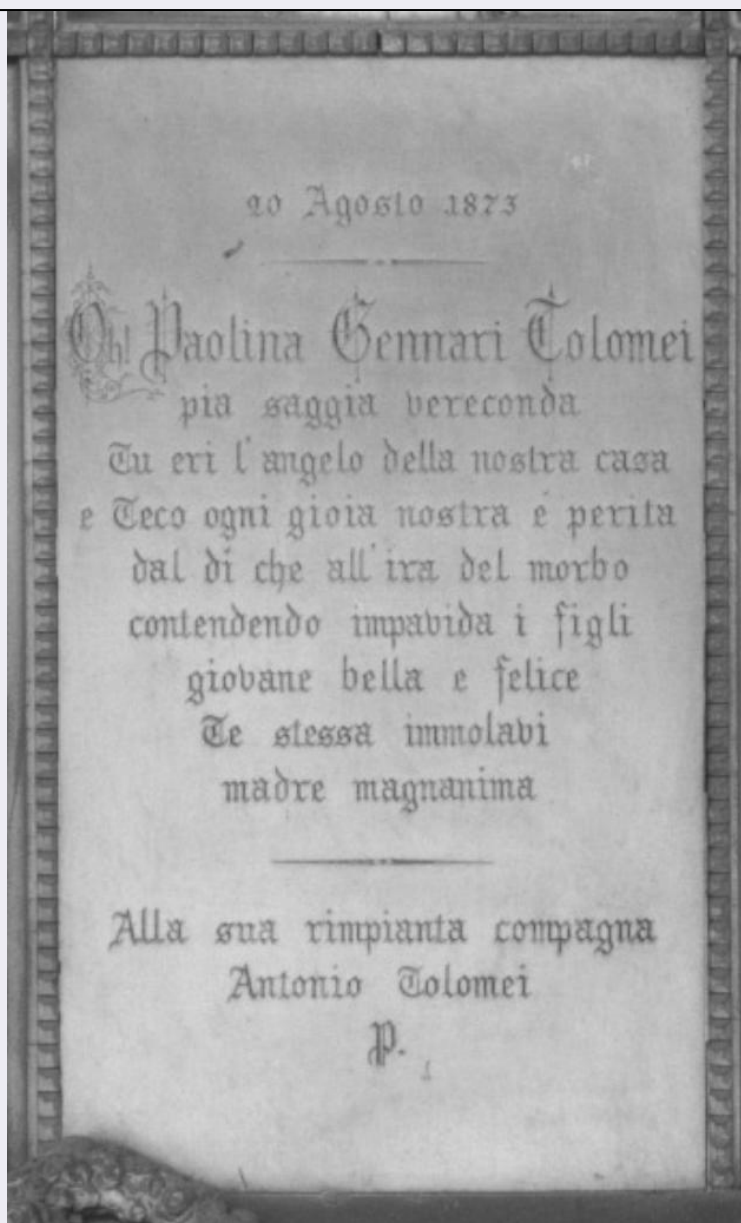 20 Agosto 1873
Oh! Paolina Gennari Tolomei
pia saggia vereconda
Tu eri l'angelo della nostra casa
e Teco ogni gioia nostra é perita
dal dí che all'ira del morbo
contendendo impavida i figli
giovane bella e felice
Te stessa immolavi
madre magnanima
Alla sua rimpianta compagna
Antonio Tolomei
P.